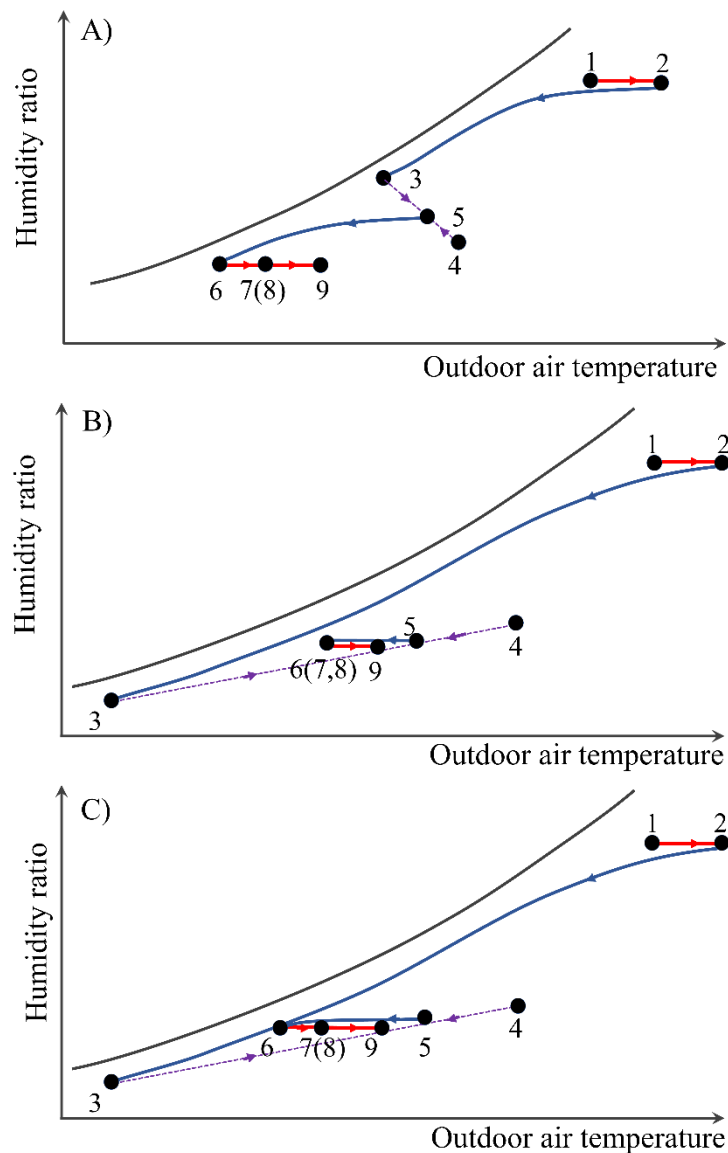 A)
Humidity ratio
1 2
3
5
4
6 7(8) 9
Outdoor air temperature
B)
Humidity ratio
1 2
5
4
6(7,8) 9
3
Outdoor air temperature
C)
Humidity ratio
1 2
4
6 7(8) 9 5
3
Outdoor air temperature